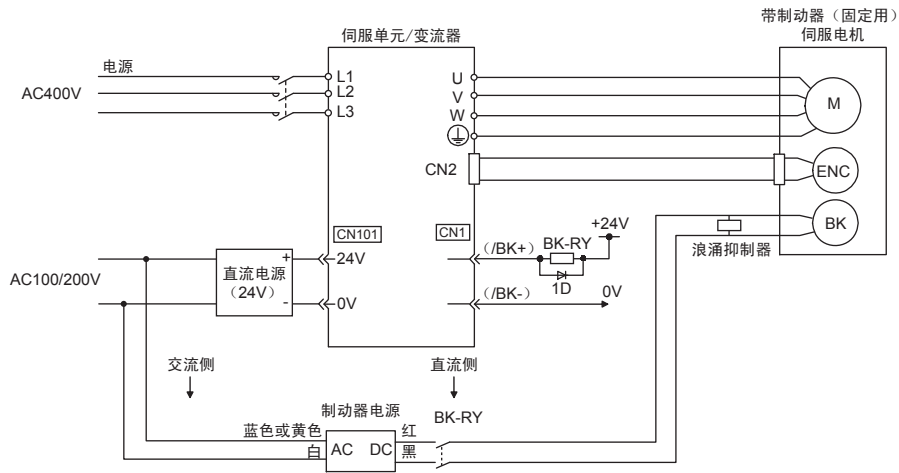 带制动器（固定用）
伺服电机
伺服单元/变流器
电源
AC400V
L1
L2
L3
U
V
W
M
CN2
ENC
BK
CN101
CN1
+24V
（/BK+）
BK-RY
浪涌抑制器
AC100/200V
直流电源
（24V）
+
-
24V
0V
1D
（/BK-）
0V
交流侧
直流侧
制动器电源
BK-RY
蓝色或黄色
白
AC
DC
红
黑